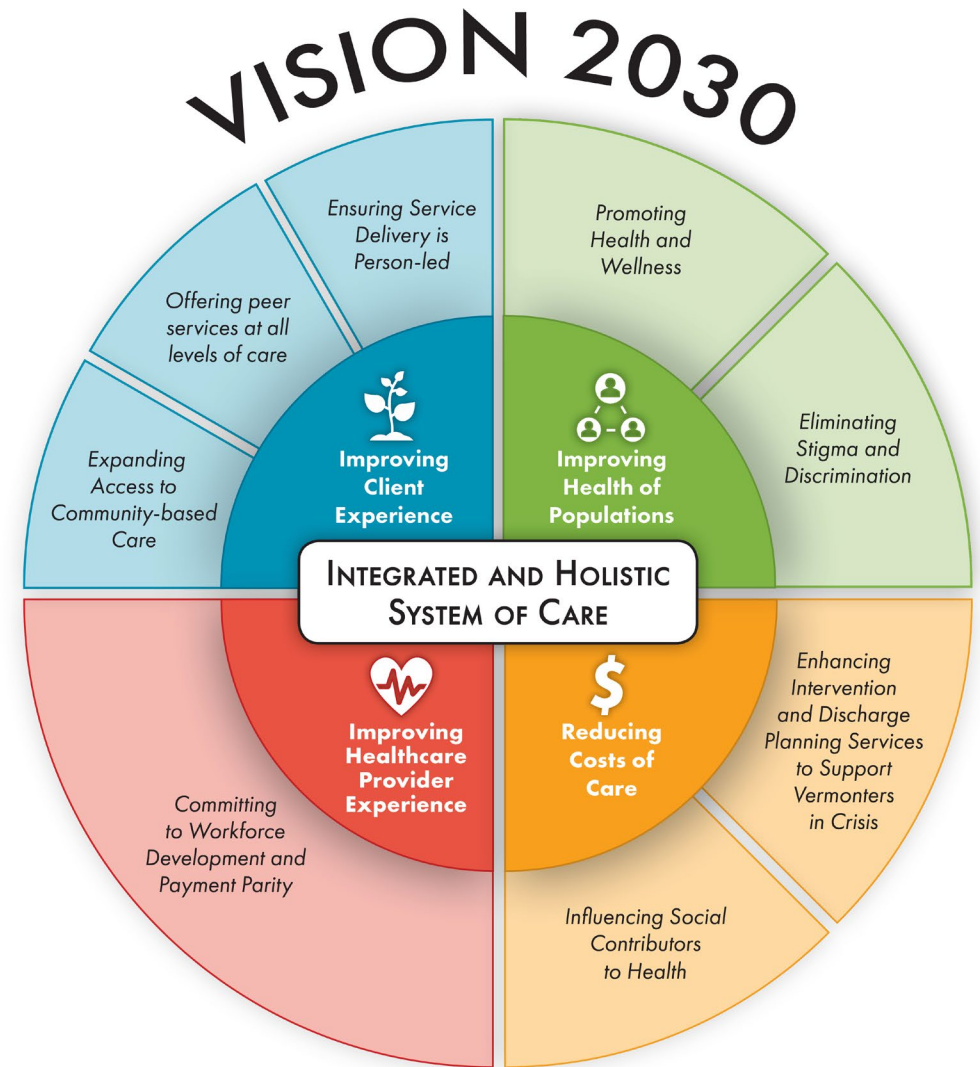 VISION 2030
Ensuring Service
Delivery is
Person-led
Offering peer
services at all
levels of care
Expanding
Access to
Community-based
Care
Improving
Client
Experience
Promoting
Health and
Wellness
Eliminating
Stigma and
Discrimination
Improving
Health of
Populations
INTEGRATED AND HOLISTIC
SYSTEM OF CARE
Improving
Healthcare
Provider
Experience
Committing
to Workforce
Development and
Payment Parity
$
Reducing
Costs of
Care
Enhancing
Intervention
and Discharge
Planning Services
to Support
Vermonters
in Crisis
Influencing Social
Contributors
to Health